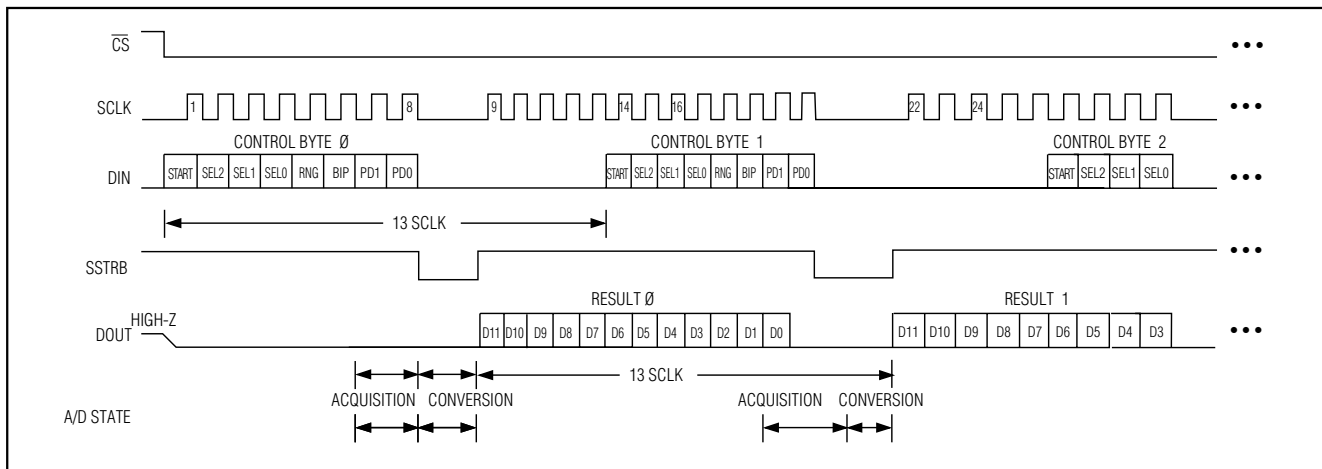 CS
•••
SCLK
1
8
9
14
16
22
24
•••
CONTROL BYTE Ø
CONTROL BYTE 1
CONTROL BYTE 2
DIN
START SEL2 SEL1 SEL0 RNG BIP PD1 PD0
START SEL2 SEL1 SEL0 RNG BIP PD1 PD0
START SEL2 SEL1 SEL0
•••
13 SCLK
SSTRB
•••
RESULT Ø
RESULT 1
HIGH-Z
DOUT
D11 D10 D9 D8 D7 D6 D5 D4 D3 D2 D1 D0
D11 D10 D9 D8 D7 D6 D5 D4 D3
•••
13 SCLK
A/D STATE
ACQUISITION
CONVERSION
ACQUISITION
CONVERSION